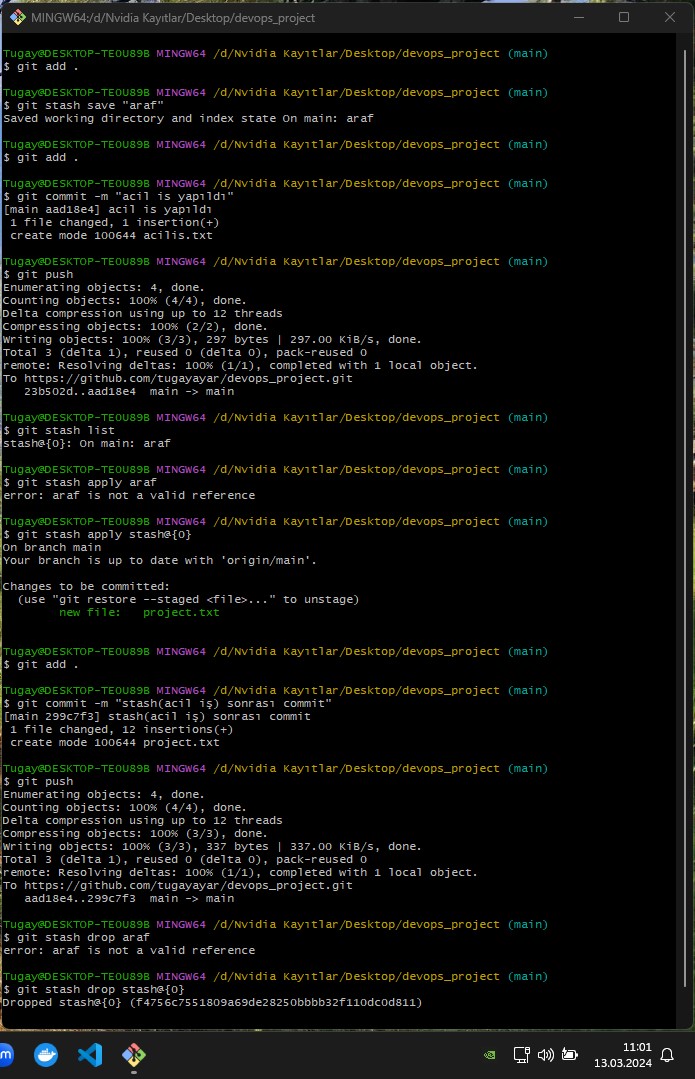 MINGW64:/d/Nvidia Kayıtlar/Desktop/devops_project
Tugay@DESKTOP-TEOU89B MINGW64 /d/Nvidia Kayıtlar/Desktop/devops_project (main)
$ git add .
Tugay@DESKTOP-TEOU89B MINGW64 /d/Nvidia Kayıtlar/Desktop/devops_project (main)
$ git stash save "araf"
Saved working directory and index state On main: araf
Tugay@DESKTOP-TEOU89B MINGW64 /d/Nvidia Kayıtlar/Desktop/devops_project (main)
$ git add .
Tugay@DESKTOP-TEOU89B MINGW64 /d/Nvidia Kayıtlar/Desktop/devops_project (main)
$ git commit -m "acil is yapıldı"
[main aad18e4] acil is yapıldı
1 file changed, 1 insertion(+)
create mode 100644 acilis.txt
Tugay@DESKTOP-TEOU89B MINGW64 /d/Nvidia Kayıtlar/Desktop/devops_project (main)
$ git push
Enumerating objects: 4, done.
Counting objects: 100% (4/4), done.
Delta compression using up to 12 threads
Compressing objects: 100% (2/2), done.
Writing objects: 100% (3/3), 297 bytes | 297.00 KiB/s, done.
Total 3 (delta 1), reused 0 (delta 0), pack-reused 0
remote: Resolving deltas: 100% (1/1), completed with 1 local object.
To https://github.com/tugayayar/devops_project.git
23b502d..aad18e4 main -> main
Tugay@DESKTOP-TEOU89B MINGW64 /d/Nvidia Kayıtlar/Desktop/devops_project (main)
$ git stash list
stash@{0}: On main: araf
Tugay@DESKTOP-TEOU89B MINGW64 /d/Nvidia Kayıtlar/Desktop/devops_project (main)
$ git stash apply araf
error: araf is not a valid reference
Tugay@DESKTOP-TEOU89B MINGW64 /d/Nvidia Kayıtlar/Desktop/devops_project (main)
$ git stash apply stash@{0}
On branch main
Your branch is up to date with 'origin/main'.
Changes to be committed:
(use "git restore --staged <file>..." to unstage)
new file: project.txt
Tugay@DESKTOP-TEOU89B MINGW64 /d/Nvidia Kayıtlar/Desktop/devops_project (main)
$ git add .
Tugay@DESKTOP-TEOU89B MINGW64 /d/Nvidia Kayıtlar/Desktop/devops_project (main)
$ git commit -m "stash(acil iş) sonrası commit"
[main 299c7f3] stash(acil iş) sonrası commit
1 file changed, 12 insertions(+)
create mode 100644 project.txt
Tugay@DESKTOP-TEOU89B MINGW64 /d/Nvidia Kayıtlar/Desktop/devops_project (main)
$ git push
Enumerating objects: 4, done.
Counting objects: 100% (4/4), done.
Delta compression using up to 12 threads
Compressing objects: 100% (3/3), done.
Writing objects: 100% (3/3), 337 bytes | 337.00 KiB/s, done.
Total 3 (delta 1), reused 0 (delta 0), pack-reused 0
remote: Resolving deltas: 100% (1/1), completed with 1 local object.
To https://github.com/tugayayar/devops_project.git
aad18e4..299c7f3 main -> main
Tugay@DESKTOP-TEOU89B MINGW64 /d/Nvidia Kayıtlar/Desktop/devops_project (main)
$ git stash drop araf
error: araf is not a valid reference
Tugay@DESKTOP-TEOU89B MINGW64 /d/Nvidia Kayıtlar/Desktop/devops_project (main)
$ git stash drop stash@{0}
Dropped stash@{0} (f4756c7551809a69de28250bbbb32f110dc0d811)
m
11:01
13.03.2024